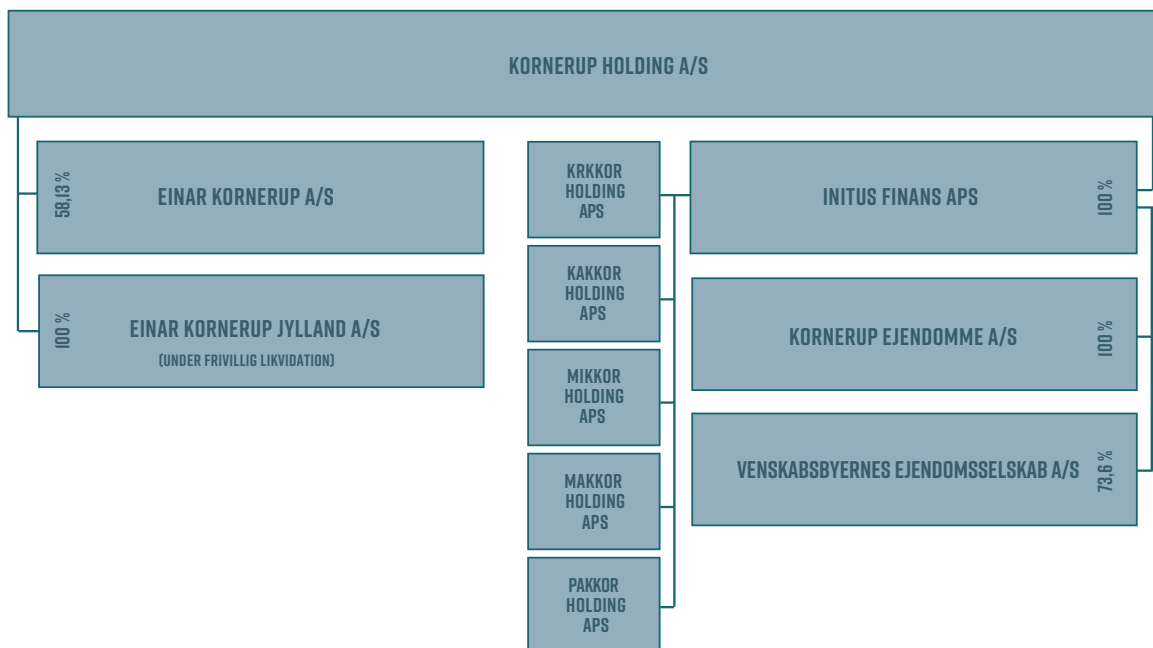 KORNERUP HOLDING A/S
58,13 %
EINAR KORNERUP A/S
100 %
EINAR KORNERUP JYLLAND A/S
(UNDER FRIVILLIG LIKVIDATION)
KRKKOR
HOLDING
APS
KAKKOR
HOLDING
APS
MIKKOR
HOLDING
APS
MAKKOR
HOLDING
APS
PAKKOR
HOLDING
APS
INITUS FINANS APS
100 %
KORNERUP EJENDOMME A/S
100 %
VENSKABSBYERNES EJENDOMSSELSKAB A/S
73,6 %